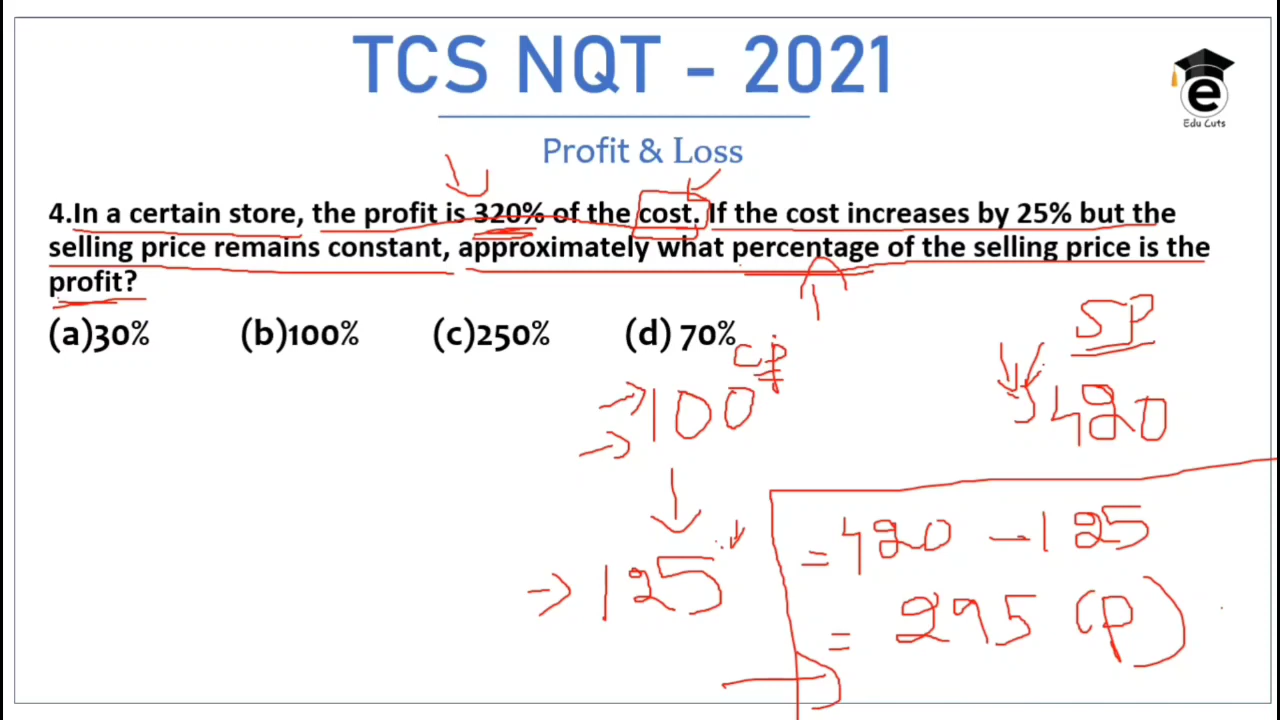 TCS NQT - 2021
e
Edu Cuts
Profit & Loss
4.In a certain store, the profit is 320% of the cost. If the cost increases by 25% but the
selling price remains constant, approximately what percentage of the selling price is the
profit?
(a)30% (b)100% (c)250% (d) 70%
SP
CP
100
420
= 420 - 125
125
= 295 (P)